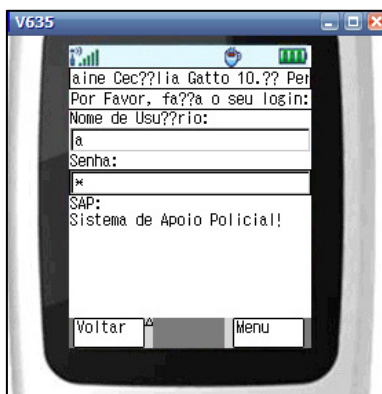 V635
aine Cec??lia Gatto 10.?? Per
Por Favor, fa??a o seu login:
Nome de Usu??rio:
a
Senha:
*
SAP:
Sistema de Apoio Policial!
Voltar
Menu